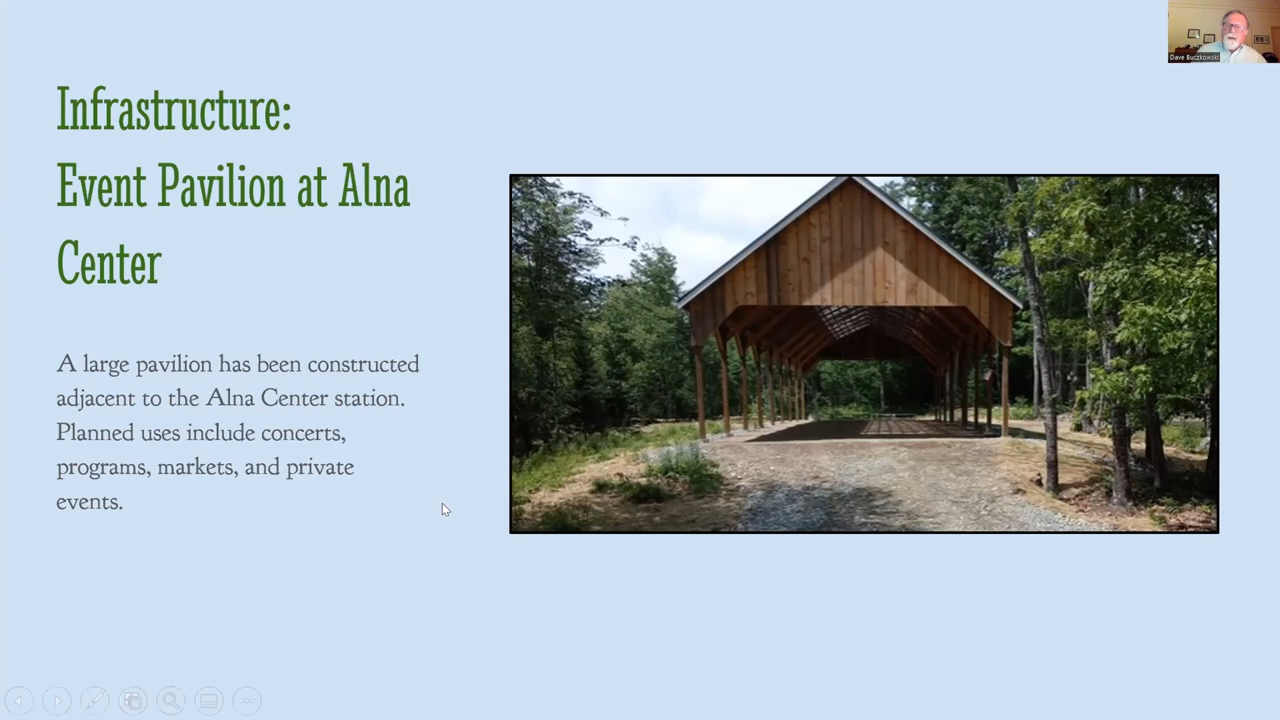 Dave Buczkowski
Infrastructure:
Event Pavilion at Alna
Center
A large pavilion has been constructed
adjacent to the Alna Center station.
Planned uses include concerts,
programs, markets, and private
events.